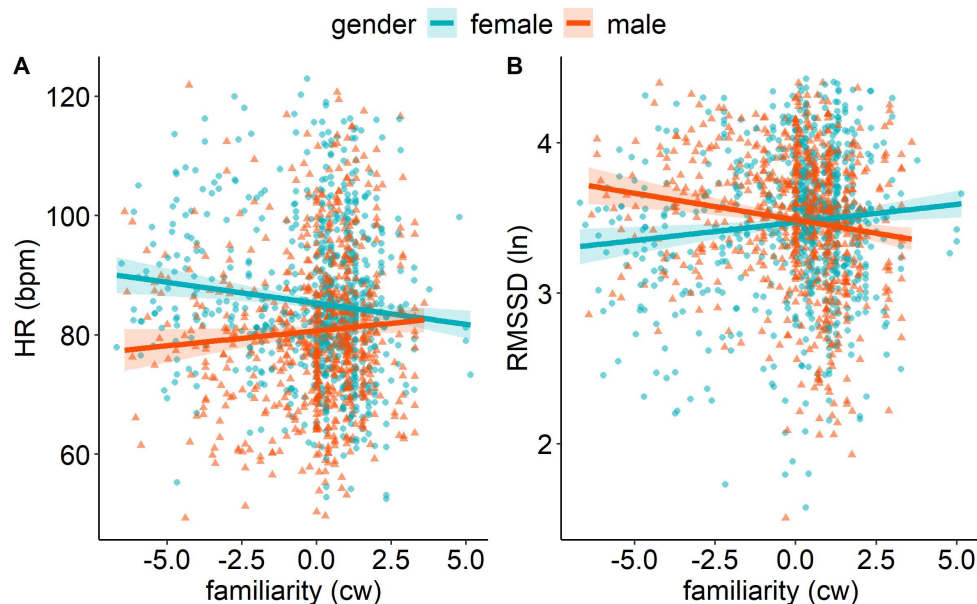 gender female male
A
B
120
100
80
60
HR (bpm)
-5.0 -2.5 0.0 2.5 5.0
familiarity (cw)
4
3
2
RMSSD (ln)
-5.0 -2.5 0.0 2.5 5.0
familiarity (cw)